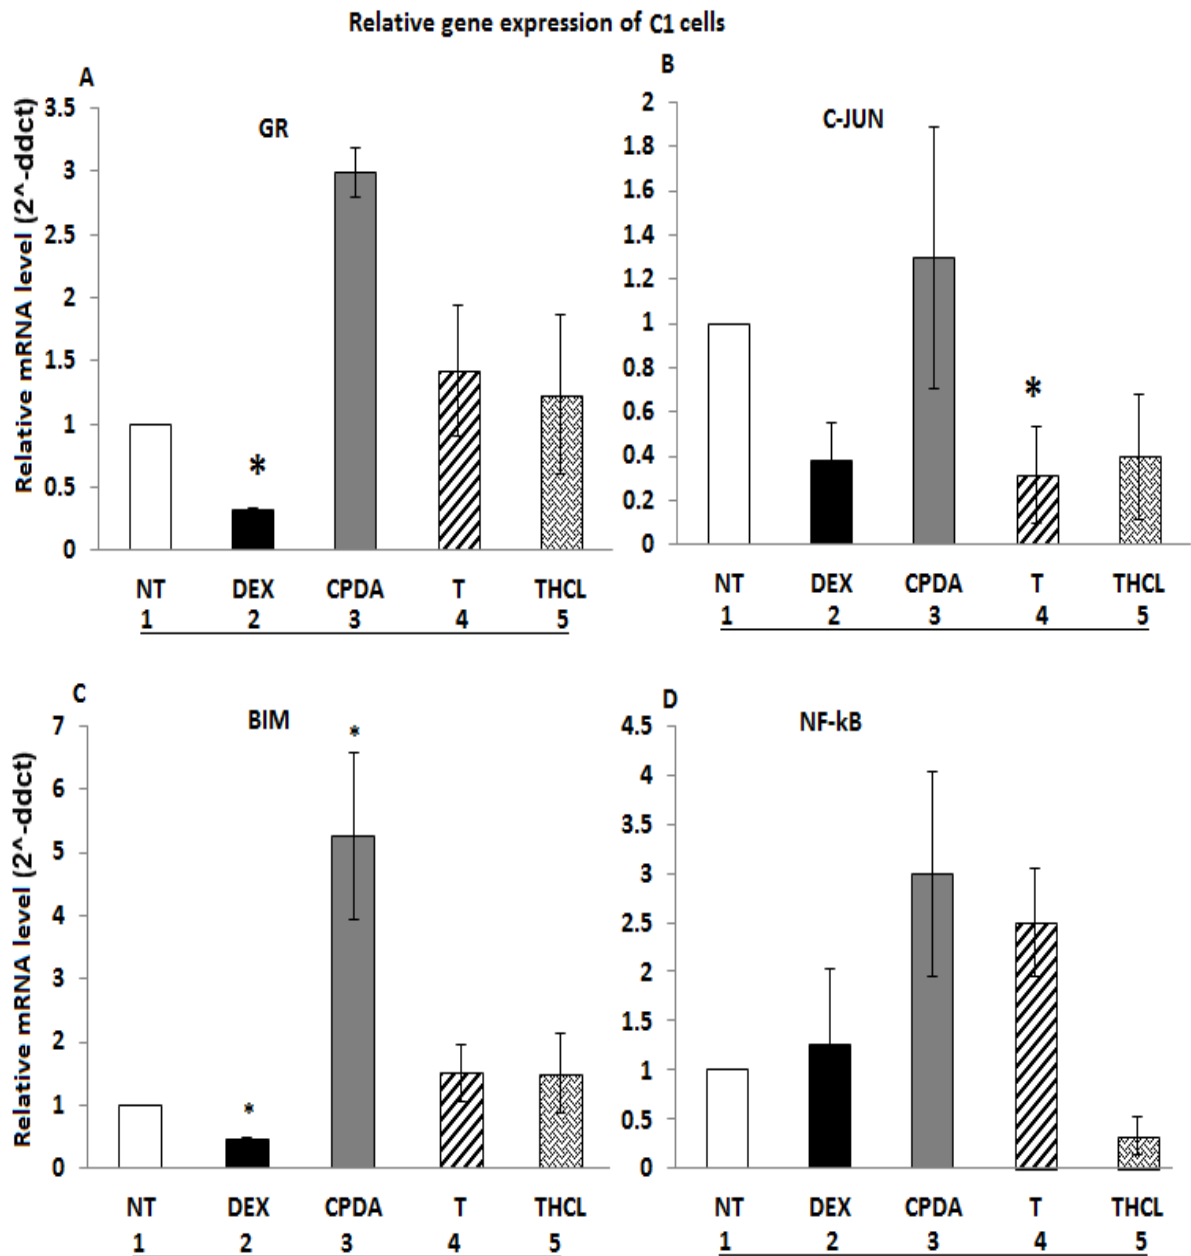 Relative gene expression of C1 cells
A
GR
Relative mRNA level (2^-ddct)
3.5
3
2.5
2
1.5
1
0.5
0
*
NT DEX CPDA T THCL
1 2 3 4 5
B
C-JUN
2
1.8
1.6
1.4
1.2
1
0.8
0.6
0.4
0.2
0
*
NT DEX CPDA T THCL
1 2 3 4 5
C
BIM
Relative mRNA level (2^-ddct)
7
6
5
4
3
2
1
0
*
*
NT DEX CPDA T THCL
1 2 3 4 5
D
NF-kB
4.5
4
3.5
3
2.5
2
1.5
1
0.5
0
NT DEX CPDA T THCL
1 2 3 4 5